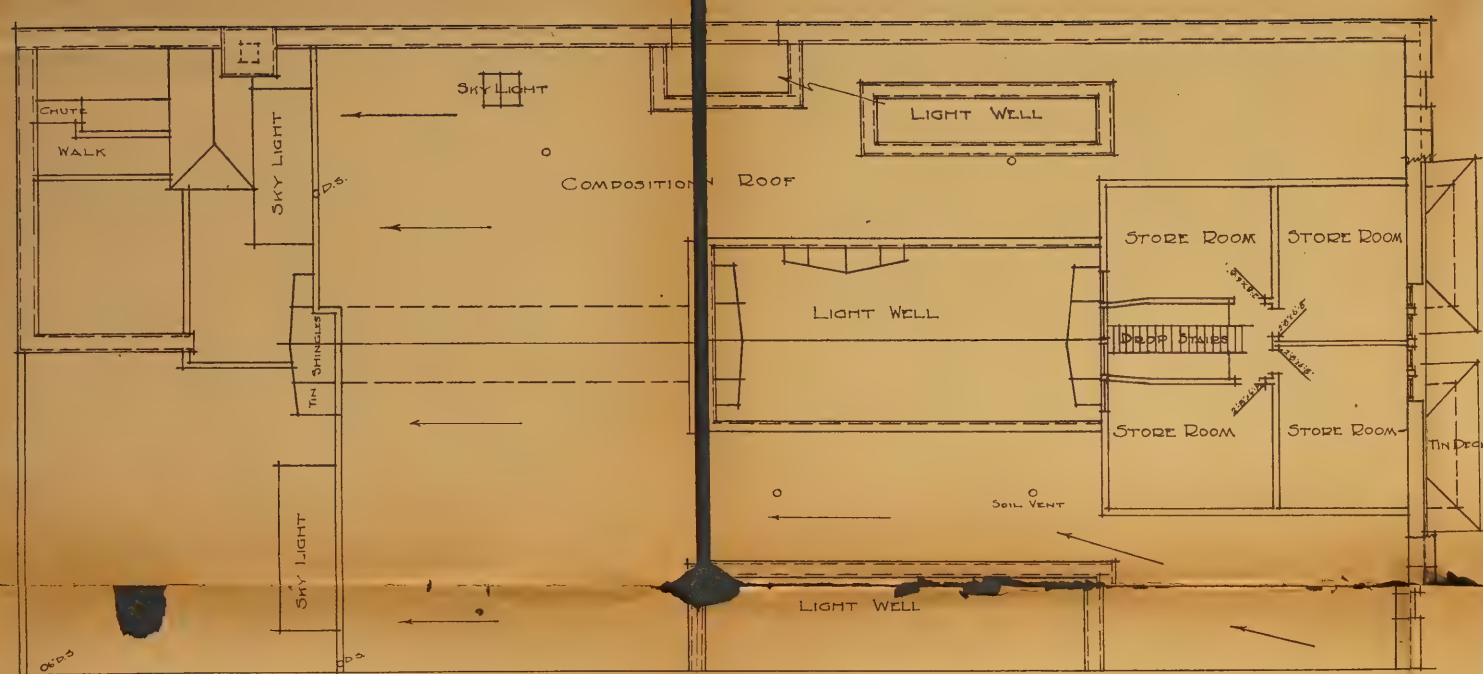 SKY LIGHT
CHUTE
LIGHT WELL
WALK
SKY LIGHT
D.S.
COMPOSITION ROOF
STORE ROOM
STORE ROOM
LIGHT WELL
DROP STAIRS
TIN SHINGLES
STORE ROOM
STORE ROOM
TIN DECK
SOIL VENT
SKY LIGHT
LIGHT WELL
D.S.
D.S.